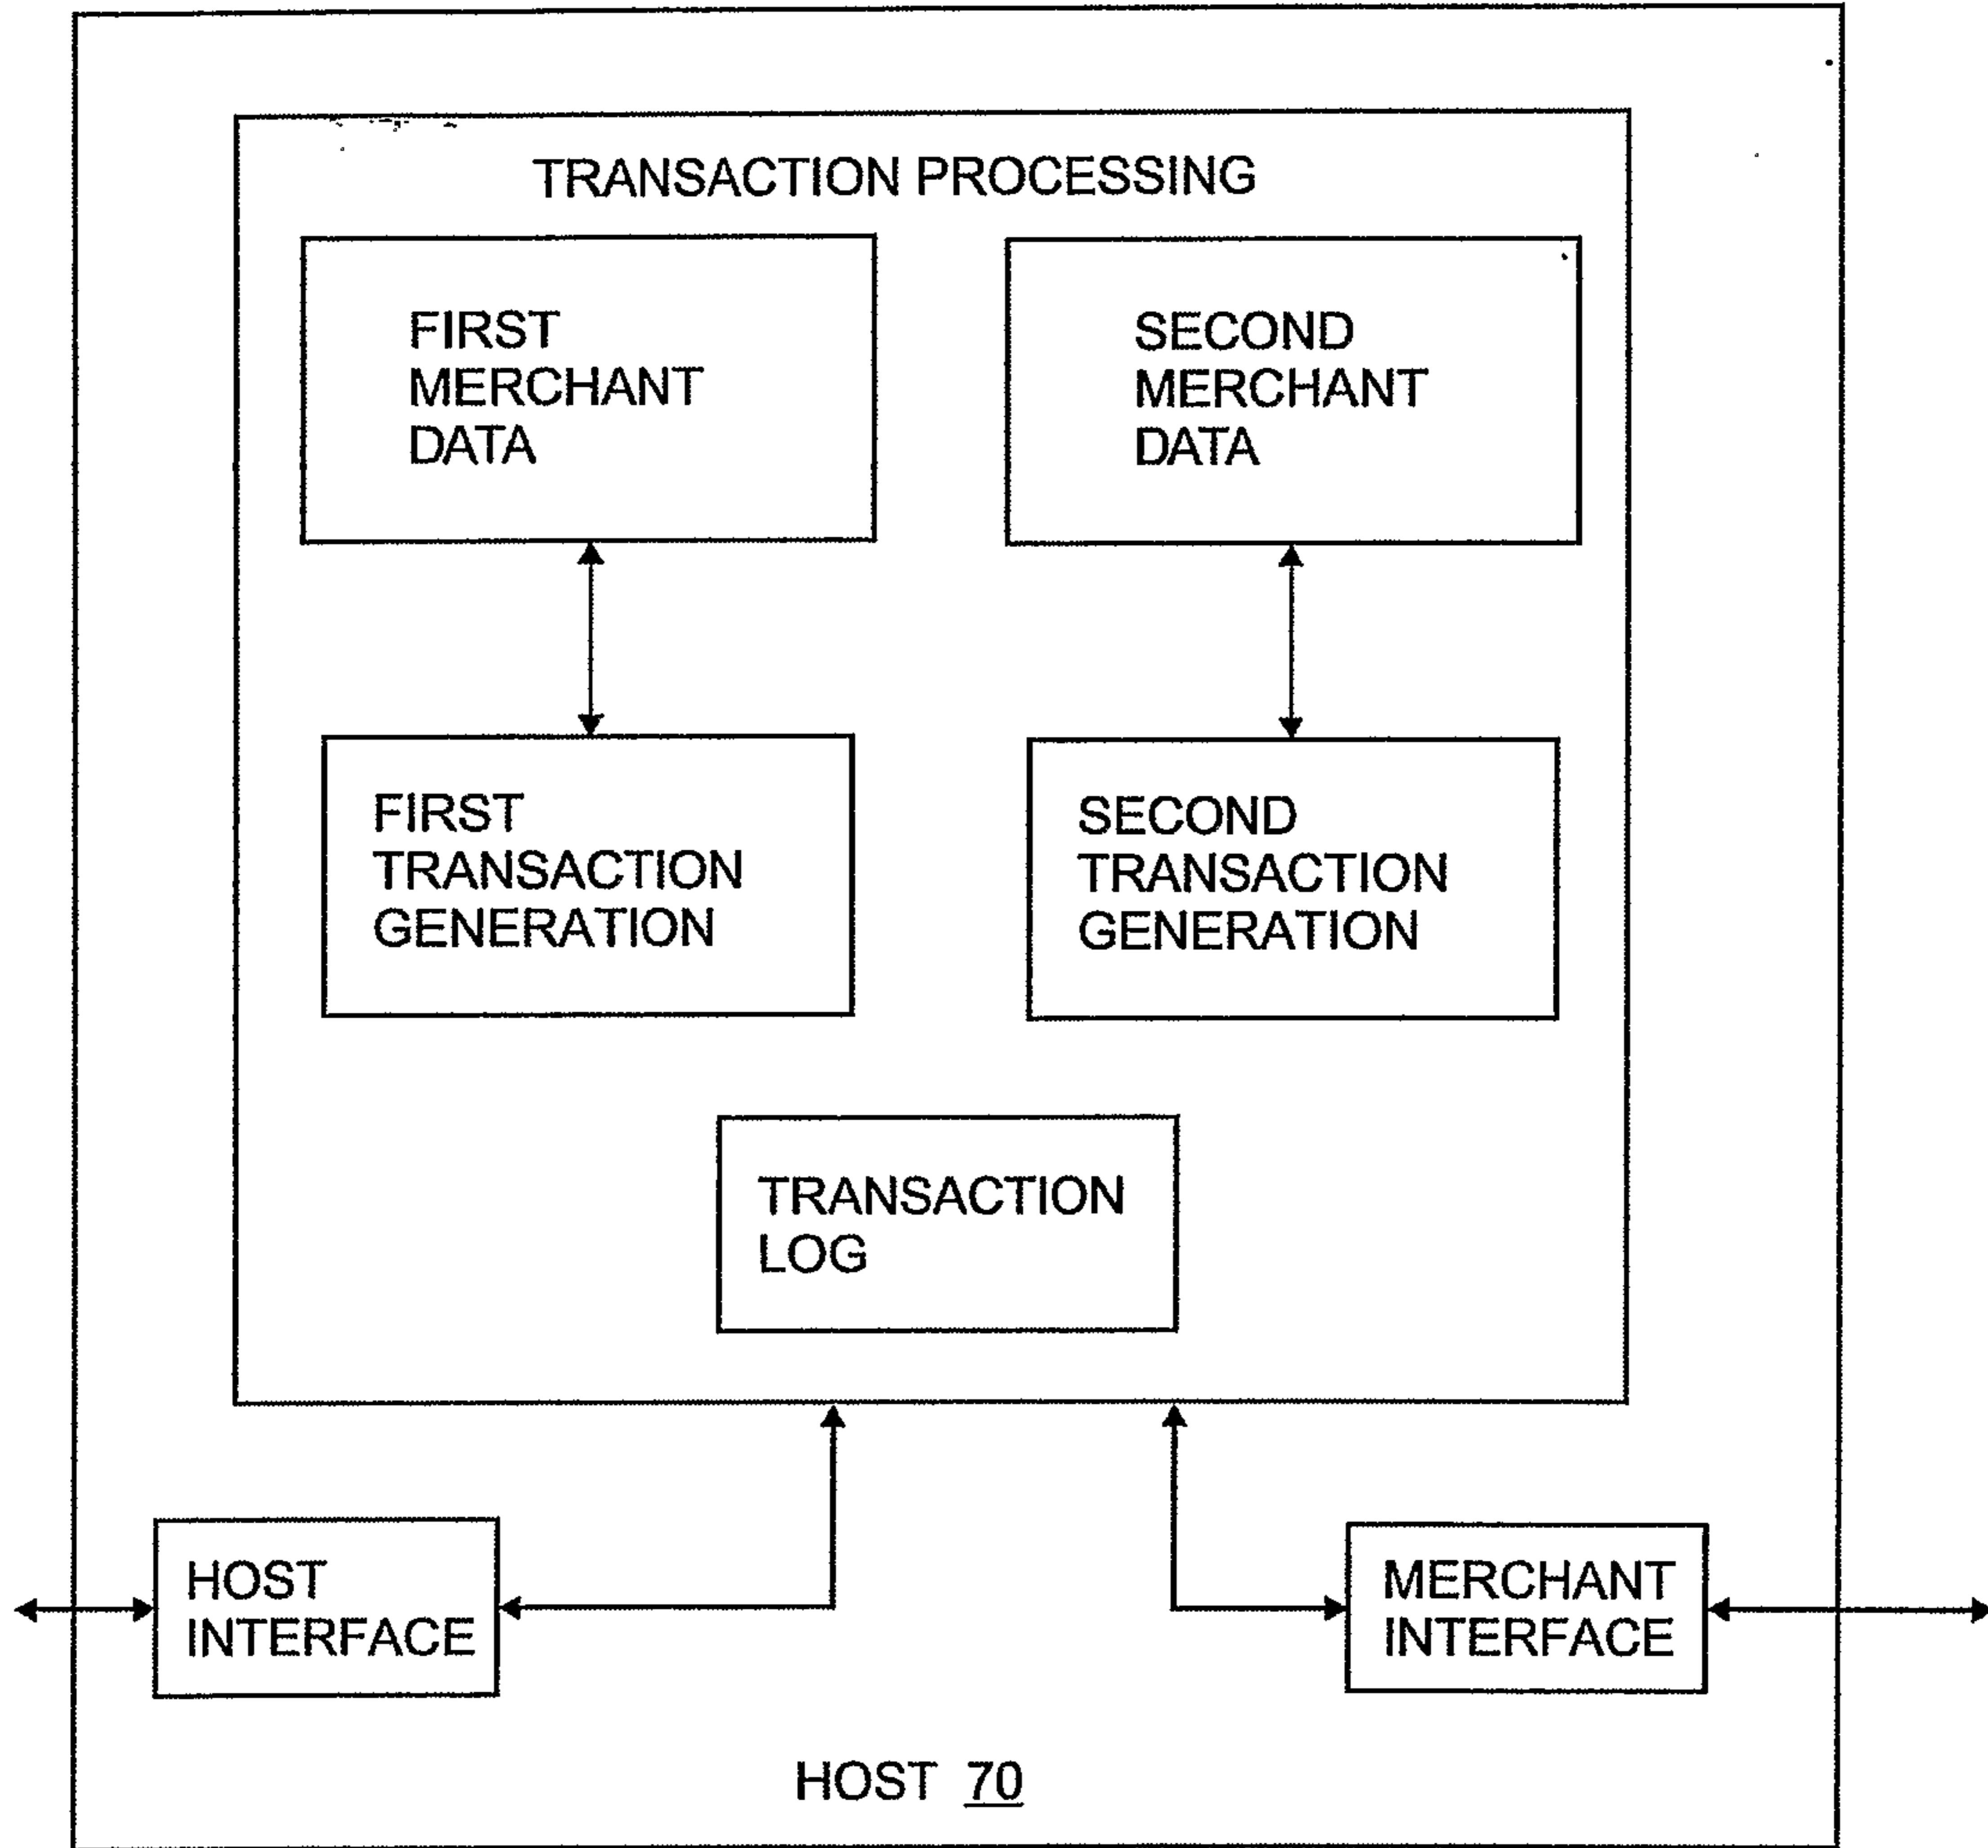 TRANSACTION PROCESSING
FIRST
MERCHANT
DATA
SECOND
MERCHANT
DATA
FIRST
TRANSACTION
GENERATION
SECOND
TRANSACTION
GENERATION
TRANSACTION
LOG
HOST
INTERFACE
MERCHANT
INTERFACE
HOST 70